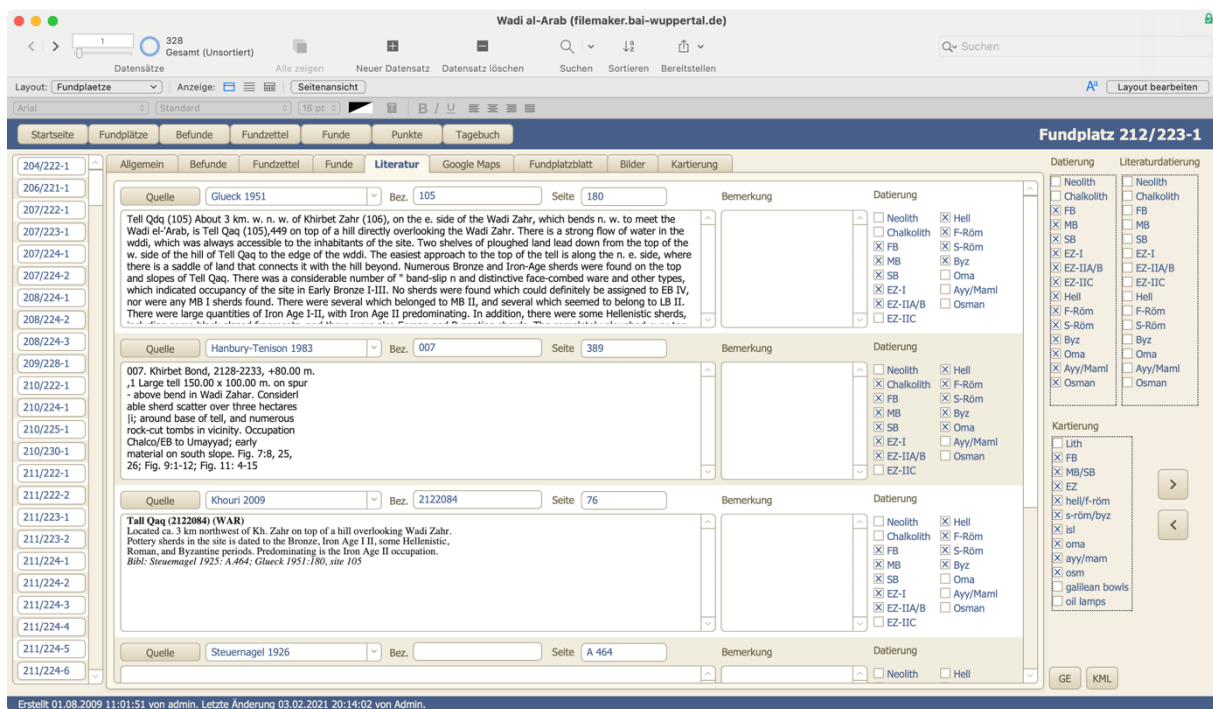 Wadi al-Arab (filemaker.bai-wuppertal.de)
1
328
Gesamt (Unsortiert)
Datensätze
Alle zeigen
Neuer Datensatz
Datensatz löschen
Suchen
Sortieren
Bereitstellen
Suchen
Layout: Fundplaetze
Anzeige:
Seitenansicht
Aª
Layout bearbeiten
Arial
Standard
16 pt
B I U
Startseite
Fundplätze
Befunde
Fundzettel
Funde
Punkte
Tagebuch
Fundplatz 212/223-1
204/222-1
206/221-1
207/222-1
207/223-1
207/224-1
207/224-2
208/224-1
208/224-2
208/224-3
209/228-1
210/222-1
210/224-1
210/225-1
210/230-1
211/222-1
211/222-2
211/223-1
211/223-2
211/224-1
211/224-2
211/224-3
211/224-4
211/224-5
211/224-6
Allgemein
Befunde
Fundzettel
Funde
Literatur
Google Maps
Fundplatzblatt
Bilder
Kartierung
Quelle
Glueck 1951
Bez. 105
Seite 180
Bemerkung
Datierung
Tell Qdq (105) About 3 km. w. n. w. of Khirbet Zahr (106), on the e. side of the Wadi Zahr, which bends n. w. to meet the
Wadi el-'Arab, is Tell Qaq (105),449 on top of a hill directly overlooking the Wadi Zahr. There is a strong flow of water in the
wddi, which was always accessible to the inhabitants of the site. Two shelves of ploughed land lead down from the top of the
w. side of the hill of Tell Qaq to the edge of the wddi. The easiest approach to the top of the tell is along the n. e. side, where
there is a saddle of land that connects it with the hill beyond. Numerous Bronze and Iron-Age sherds were found on the top
and slopes of Tell Qaq. There was a considerable number of " band-slip n and distinctive face-combed ware and other types,
which indicated occupancy of the site in Early Bronze I-III. No sherds were found which could definitely be assigned to EB IV,
nor were any MB I sherds found. There were several which belonged to MB II, and several which seemed to belong to LB II.
There were large quantities of Iron Age I-II, with Iron Age II predominating. In addition, there were some Hellenistic sherds,
Neolith
Chalkolith
FB
MB
SB
EZ-I
EZ-IIA/B
EZ-IIC
Hell
F-Röm
S-Röm
Byz
Oma
Ayy/Maml
Osman
Quelle
Hanbury-Tenison 1983
Bez. 007
Seite 389
Bemerkung
Datierung
007. Khirbet Bond, 2128-2233, +80.00 m.
,1 Large tell 150.00 x 100.00 m. on spur
- above bend in Wadi Zahar. Considerl
able sherd scatter over three hectares
|i; around base of tell, and numerous
rock-cut tombs in vicinity. Occupation
Chalco/EB to Umayyad; early
material on south slope. Fig. 7:8, 25,
26; Fig. 9:1-12; Fig. 11: 4-15
Neolith
Chalkolith
FB
MB
SB
EZ-I
EZ-IIA/B
EZ-IIC
Hell
F-Röm
S-Röm
Byz
Oma
Ayy/Maml
Osman
Quelle
Khouri 2009
Bez. 2122084
Seite 76
Bemerkung
Datierung
Tall Qaq (2122084) (WAR)
Located ca. 3 km northwest of Kh. Zahr on top of a hill overlooking Wadi Zahr.
Pottery sherds in the site is dated to the Bronze, Iron Age I II, some Hellenistic,
Roman, and Byzantine periods. Predominating is the Iron Age II occupation.
Bibl: Steuernagel 1925: A.464; Glueck 1951:180, site 105
Neolith
Chalkolith
FB
MB
SB
EZ-I
EZ-IIA/B
EZ-IIC
Hell
F-Röm
S-Röm
Byz
Oma
Ayy/Maml
Osman
Quelle
Steuernagel 1926
Bez.
Seite A 464
Bemerkung
Datierung
Neolith
Hell
Datierung
Neolith
Chalkolith
FB
MB
SB
EZ-I
EZ-IIA/B
EZ-IIC
Hell
F-Röm
S-Röm
Byz
Oma
Ayy/Maml
Osman
Literaturdatierung
Neolith
Chalkolith
FB
MB
SB
EZ-I
EZ-IIA/B
EZ-IIC
Hell
F-Röm
S-Röm
Byz
Oma
Ayy/Maml
Osman
Kartierung
Lith
FB
MB/SB
EZ
hell/f-röm
s-röm/byz
isl
oma
ayy/mam
osm
galilean bowls
oil lamps
GE
KML
Erstellt 01.08.2009 11:01:51 von admin. Letzte Änderung 03.02.2021 20:14:02 von Admin.